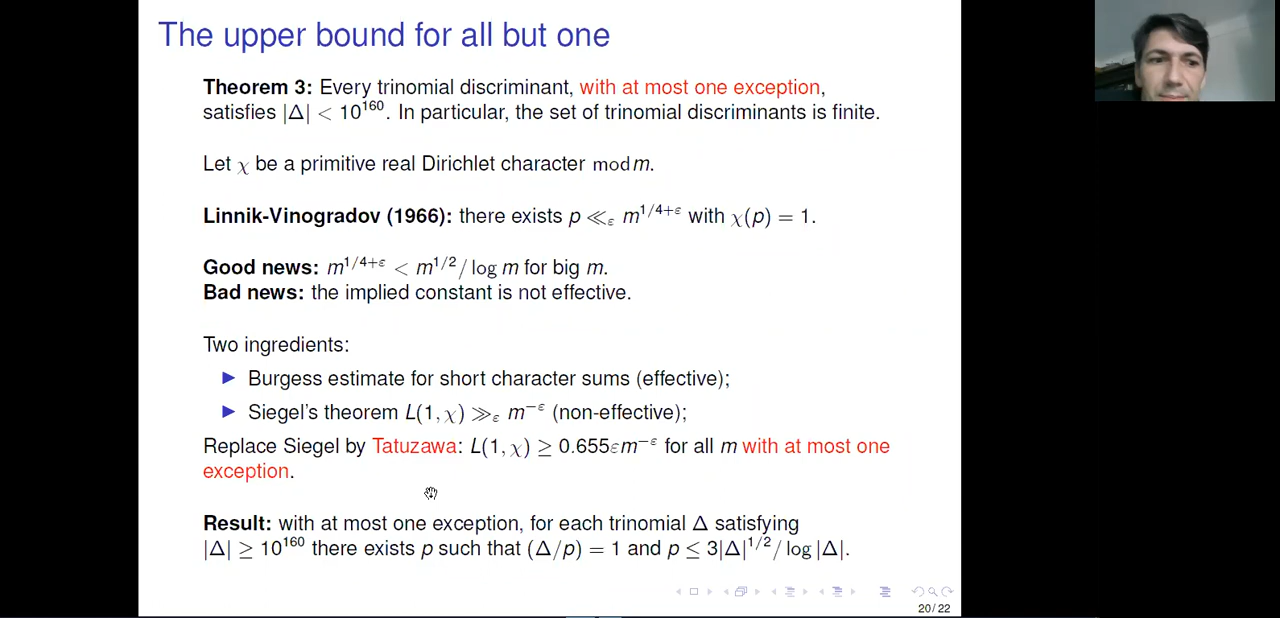 The upper bound for all but one
Theorem 3: Every trinomial discriminant, with at most one exception,
satisfies |Δ| < 10^160. In particular, the set of trinomial discriminants is finite.
Let χ be a primitive real Dirichlet character mod m.
Linnik-Vinogradov (1966): there exists p ≪_ε m^{1/4+ε} with χ(p) = 1.
Good news: m^{1/4+ε} < m^{1/2}/ log m for big m.
Bad news: the implied constant is not effective.
Two ingredients:
▶ Burgess estimate for short character sums (effective);
▶ Siegel's theorem L(1, χ) ≫_ε m^{−ε} (non-effective);
Replace Siegel by Tatuzawa: L(1, χ) ≥ 0.655εm^{−ε} for all m with at most one
exception.
Result: with at most one exception, for each trinomial Δ satisfying
|Δ| ≥ 10^160 there exists p such that (Δ/p) = 1 and p ≤ 3|Δ|^{1/2}/ log |Δ|.
20/22